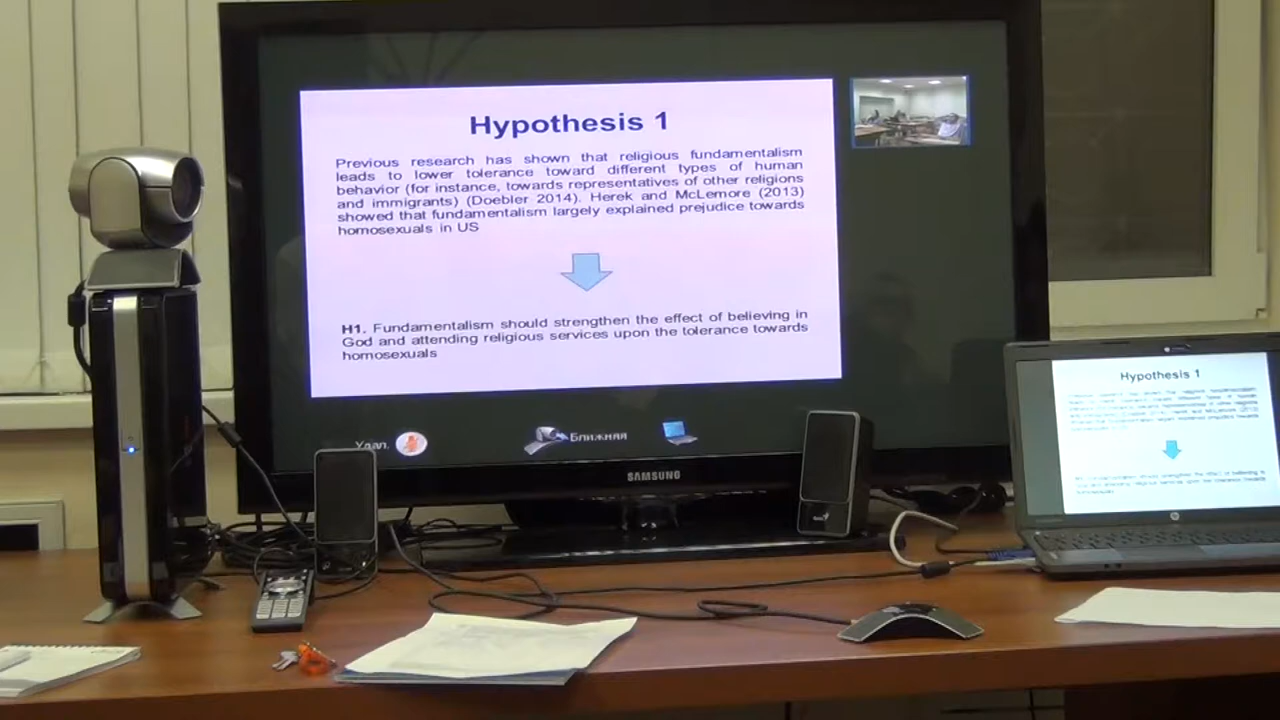 Hypothesis 1
Previous research has shown that religious fundamentalism
leads to lower tolerance toward different types of human
behavior (for instance, towards representatives of other religions
and immigrants) (Doebler 2014). Herek and McLemore (2013)
showed that fundamentalism largely explained prejudice towards
homosexuals in US
H1. Fundamentalism should strengthen the effect of believing in
God and attending religious services upon the tolerance towards
homosexuals
Удал.
Ближняя
SAMSUNG
Hypothesis 1
hp